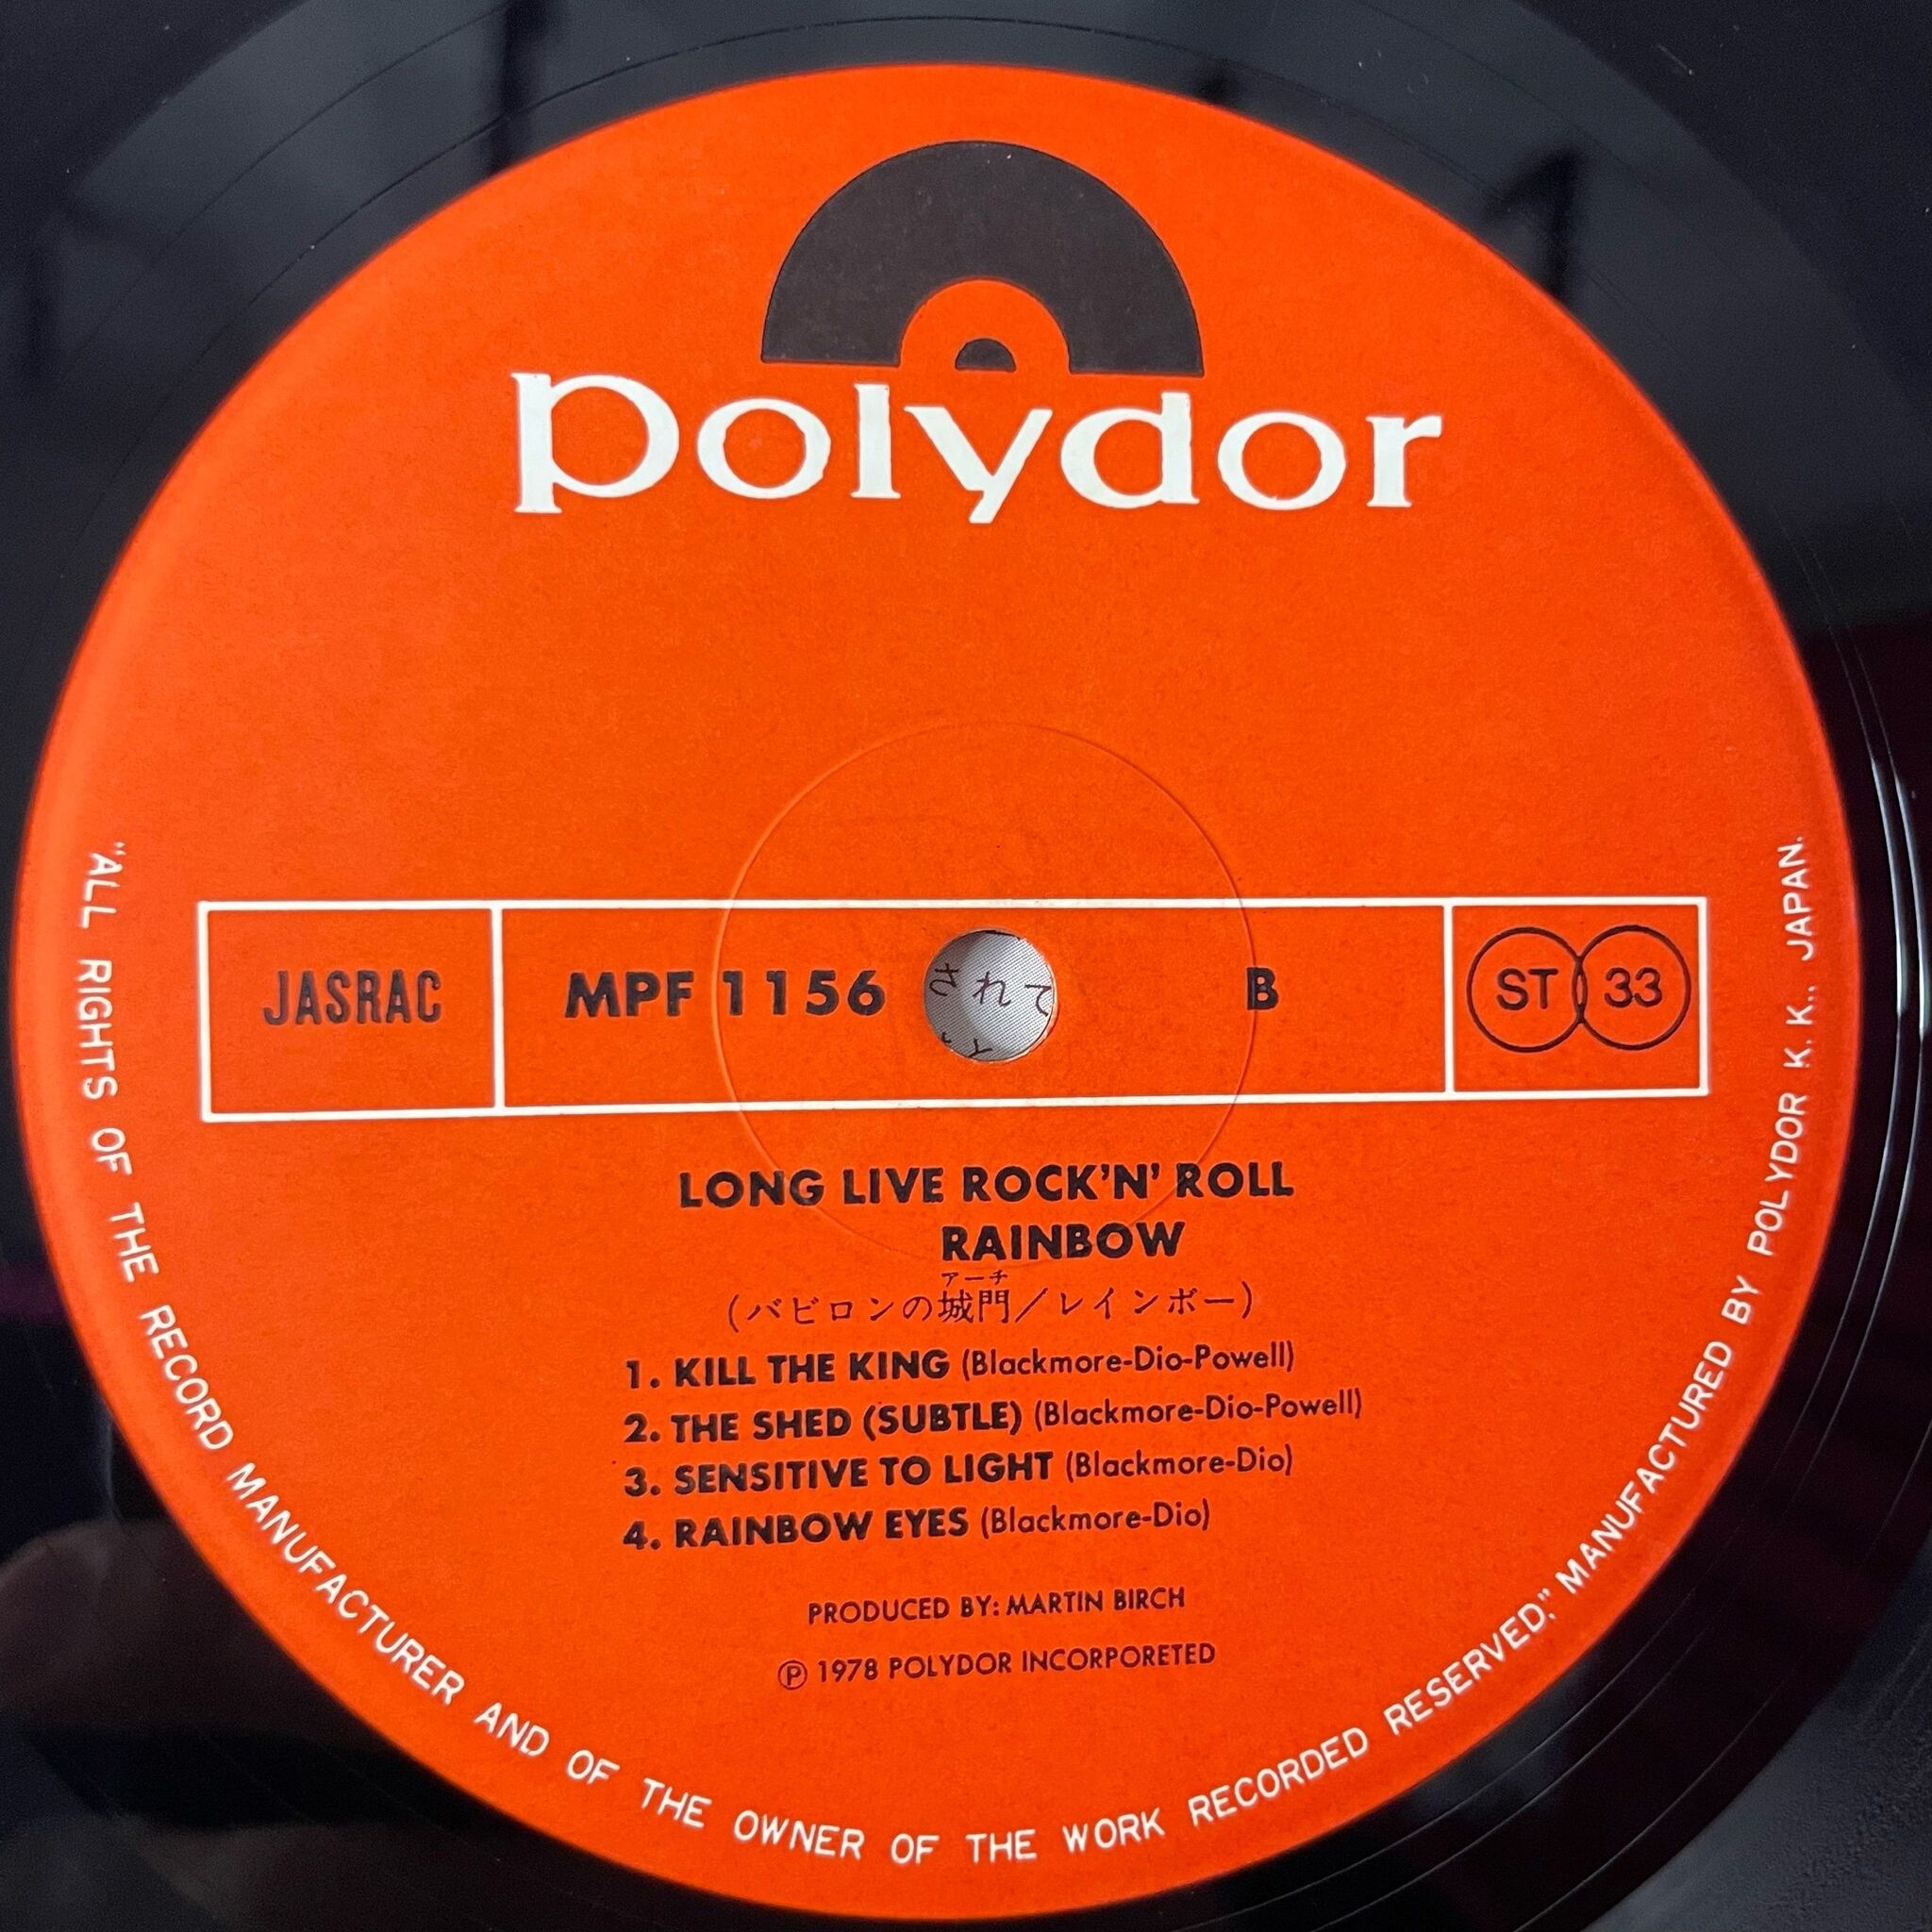 polydor
JASRAC
MPF 1156
されて
B
ST 33
LONG LIVE ROCK'N' ROLL
RAINBOW
アーチ
(バビロンの城門/レインボー)
1. KILL THE KING (Blackmore-Dio-Powell)
2. THE SHED (SUBTLE) (Blackmore-Dio-Powell)
3. SENSITIVE TO LIGHT (Blackmore-Dio)
4. RAINBOW EYES (Blackmore-Dio)
PRODUCED BY: MARTIN BIRCH
Ⓟ 1978 POLYDOR INCORPORETED
"ALL RIGHTS OF THE RECORD MANUFACTURER AND OF THE OWNER OF THE WORK RECORDED RESERVED," MANUFACTURED BY POLYDOR K. K., JAPAN.